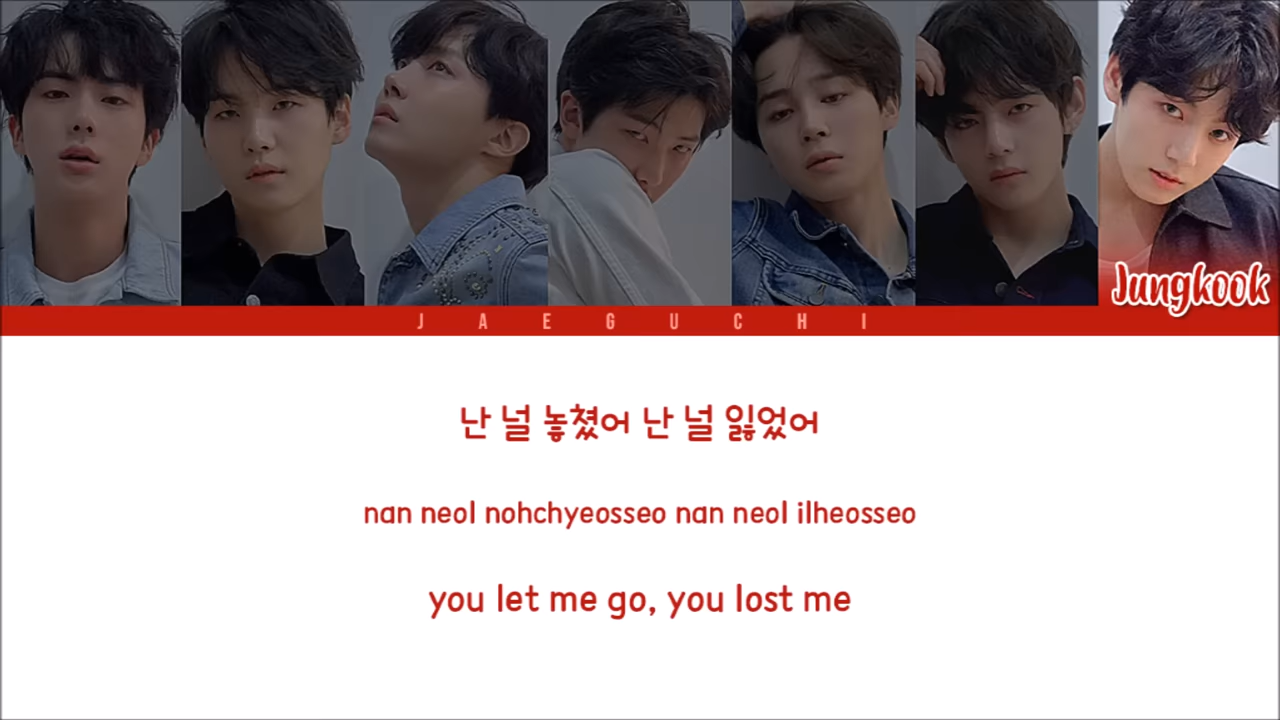 Jungkook
J A E G U C H I
난 널 놓쳤어 난 널 잃었어
nan neol nohchyeosseo nan neol ilheosseo
you let me go, you lost me